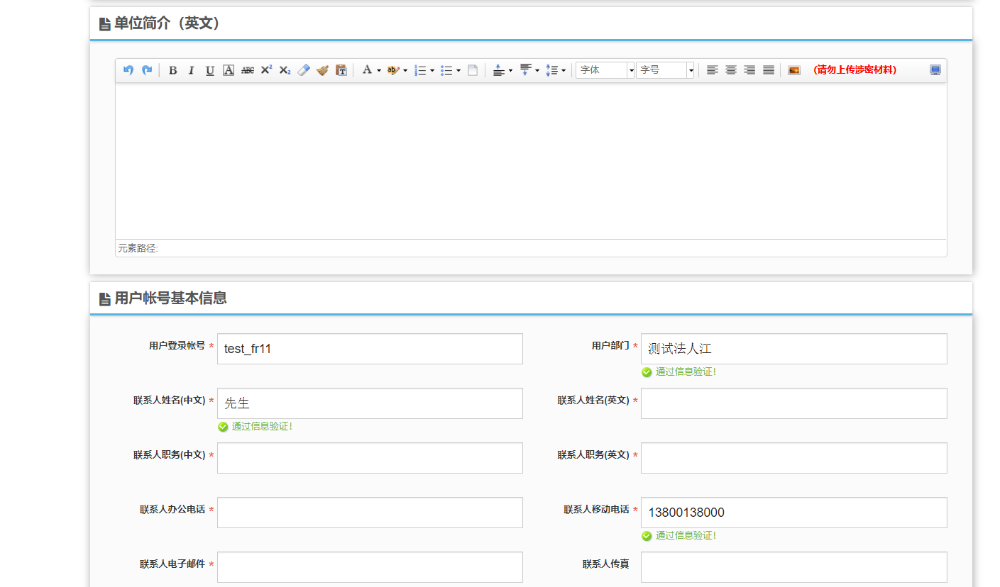 单位简介（英文）
B I U A ABC X² X₂ T A ab 字体 字号 (请勿上传涉密材料)
元素路径:
用户帐号基本信息
用户登录帐号 * test_fr11 用户部门 * 测试法人江
通过信息验证!
联系人姓名(中文) * 先生 联系人姓名(英文) *
通过信息验证!
联系人职务(中文) * 联系人职务(英文) *
联系人办公电话 * 联系人移动电话 * 13800138000
通过信息验证!
联系人电子邮件 * 联系人传真